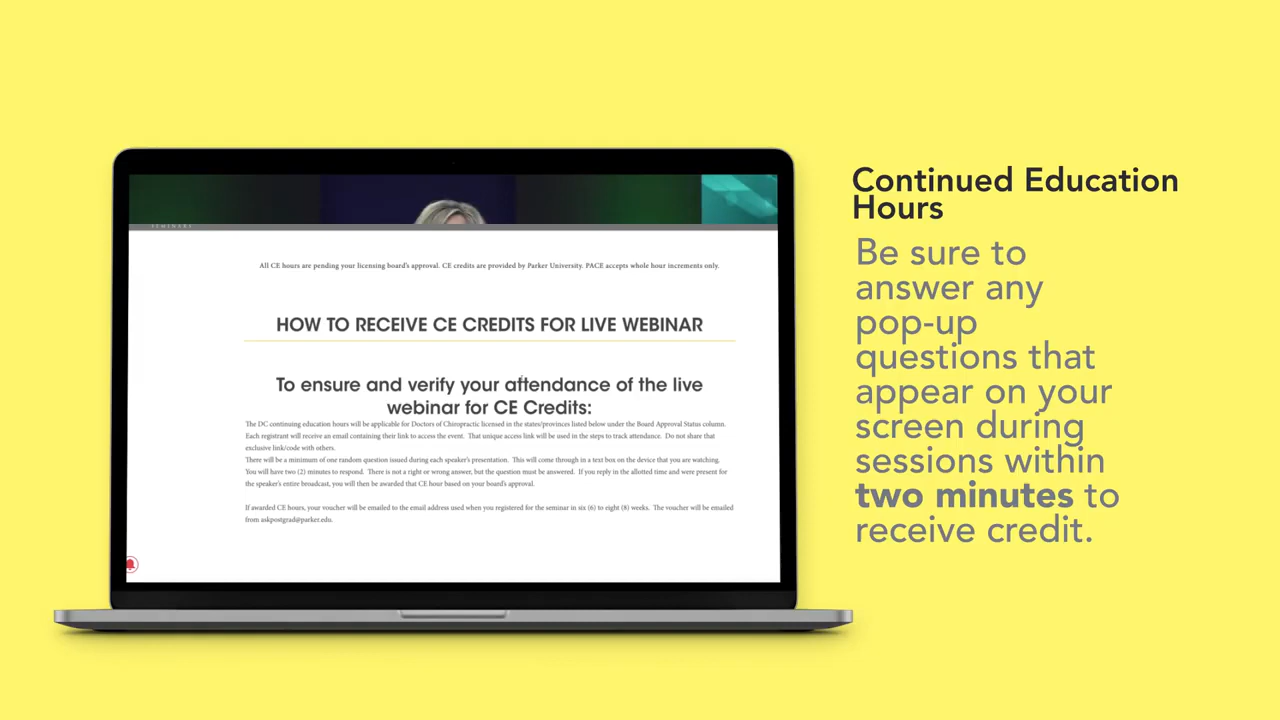 SEMINARS
All CE hours are pending your licensing board's approval. CE credits are provided by Parker University. PACE accepts whole hour increments only.
HOW TO RECEIVE CE CREDITS FOR LIVE WEBINAR
To ensure and verify your attendance of the live
webinar for CE Credits:
The DC continuing education hours will be applicable for Doctors of Chiropractic licensed in the states/provinces listed below under the Board Approval Status column.
Each registrant will receive an email containing their link to access the event. That unique access link will be used in the steps to track attendance. Do not share that
exclusive link/code with others.
There will be a minimum of one random question issued during each speaker's presentation. This will come through in a text box on the device that you are watching.
You will have two (2) minutes to respond. There is not a right or wrong answer, but the question must be answered. If you reply in the allotted time and were present for
the speaker's entire broadcast, you will then be awarded that CE hour based on your board's approval.
If awarded CE hours, your voucher will be emailed to the email address used when you registered for the seminar in six (6) to eight (8) weeks. The voucher will be emailed
from askpostgrad@parker.edu.
Continued Education
Hours
Be sure to
answer any
pop-up
questions that
appear on your
screen during
sessions within
two minutes to
receive credit.